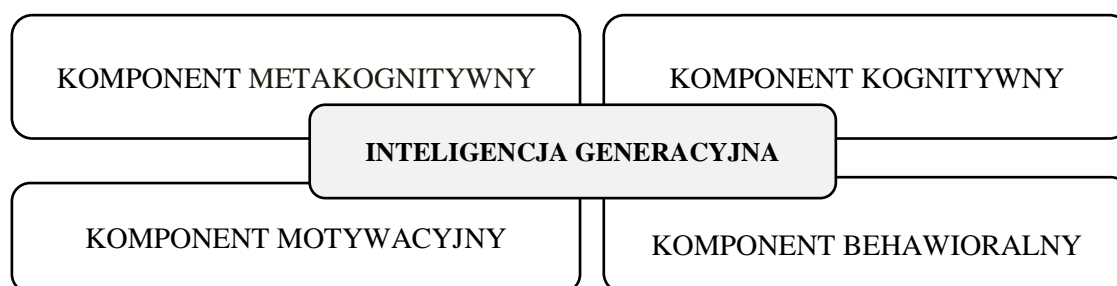 KOMPONENT METAKOGNITYWNY
KOMPONENT KOGNITYWNY
INTELIGENCJA GENERACYJNA
KOMPONENT MOTYWACYJNY
KOMPONENT BEHAWIORALNY